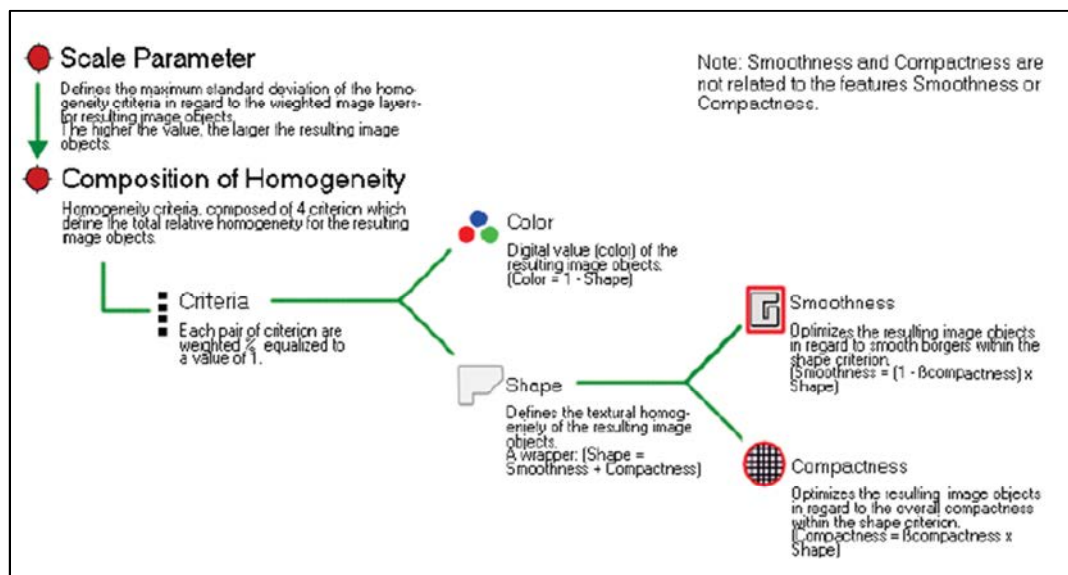 Scale Parameter
Defines the maximum standard deviation of the homo-
geneity crititeria in regard to the wieghted image layers-
for resulting image objects.
The higher the value, the larger the resulting image
objects.
Note: Smoothness and Compactness are
not related to the features Smoothness or
Compactness.
Composition of Homogeneity
Homogeneity criteria, composed of 4 criterion which
define the total relative homogeneity for the resulting
image objects.
Color
Digital value (color) of the
resulting image objects.
(Color = 1 - Shape)
Criteria
Each pair of criterion are
weighted % equalized to
a value of 1.
Shape
Defines the textural homog-
eniety of the resulting image
objects.
A wrapper: (Shape =
Smoothness + Compactness)
Smoothness
Optimizes the resulting image objects
in regard to smooth borgers within the
shape criterion.
(Smoothness = (1 - βcompactness) x
Shape)
Compactness
Optimizes the resulting image objects
in regard to the overall compactness
within the shape criterion.
(Compactness = βcompactness x
Shape)